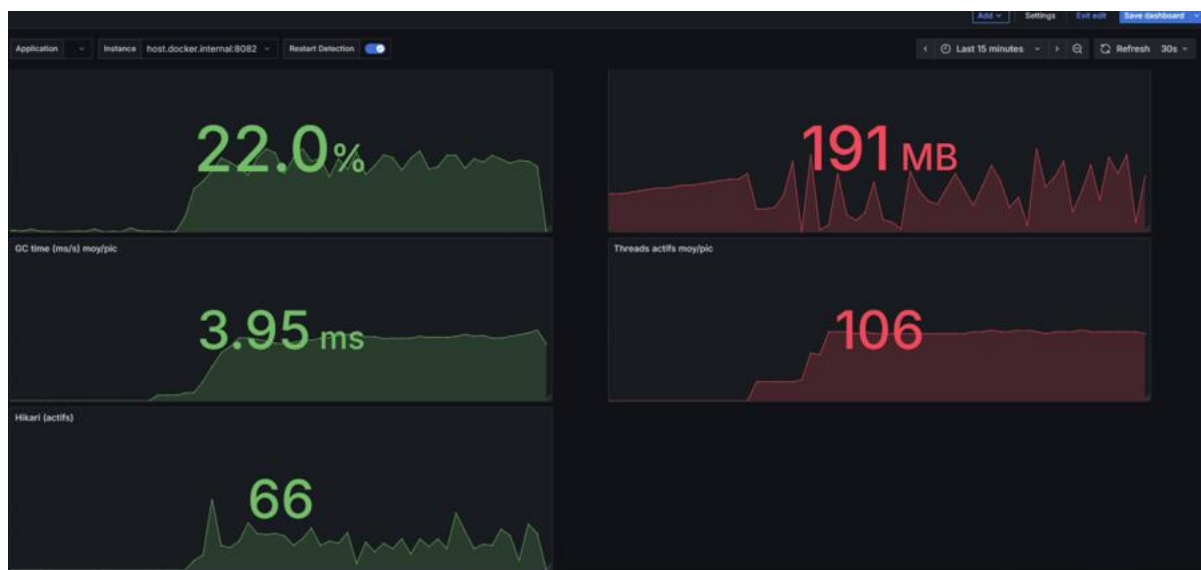 Add Settings Exit edit Save dashboard
Application Instance host.docker.internal:8082 Restart Detection Last 15 minutes Refresh 30s
22.0%
191 MB
GC time (ms/s) moy/pic
Threads actifs moy/pic
3.95 ms
106
Hikari (actifs)
66